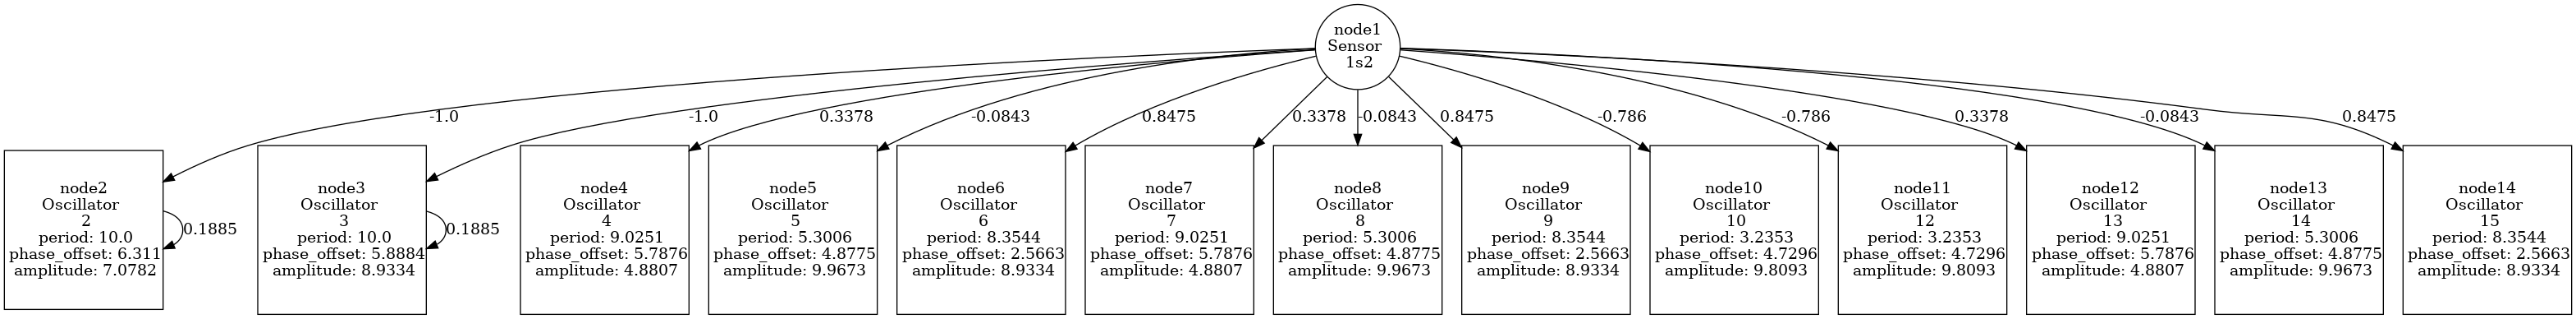 node1
Sensor
1s2
-1.0
-1.0
0.3378
-0.0843
0.8475
0.3378
-0.0843
0.8475
-0.786
-0.786
0.3378
-0.0843
0.8475
node2
Oscillator
2
period: 10.0
phase_offset: 6.311
amplitude: 7.0782
0.1885
node3
Oscillator
3
period: 10.0
phase_offset: 5.8884
amplitude: 8.9334
0.1885
node4
Oscillator
4
period: 9.0251
phase_offset: 5.7876
amplitude: 4.8807
node5
Oscillator
5
period: 5.3006
phase_offset: 4.8775
amplitude: 9.9673
node6
Oscillator
6
period: 8.3544
phase_offset: 2.5663
amplitude: 8.9334
node7
Oscillator
7
period: 9.0251
phase_offset: 5.7876
amplitude: 4.8807
node8
Oscillator
8
period: 5.3006
phase_offset: 4.8775
amplitude: 9.9673
node9
Oscillator
9
period: 8.3544
phase_offset: 2.5663
amplitude: 8.9334
node10
Oscillator
10
period: 3.2353
phase_offset: 4.7296
amplitude: 9.8093
node11
Oscillator
12
period: 3.2353
phase_offset: 4.7296
amplitude: 9.8093
node12
Oscillator
13
period: 9.0251
phase_offset: 5.7876
amplitude: 4.8807
node13
Oscillator
14
period: 5.3006
phase_offset: 4.8775
amplitude: 9.9673
node14
Oscillator
15
period: 8.3544
phase_offset: 2.5663
amplitude: 8.9334